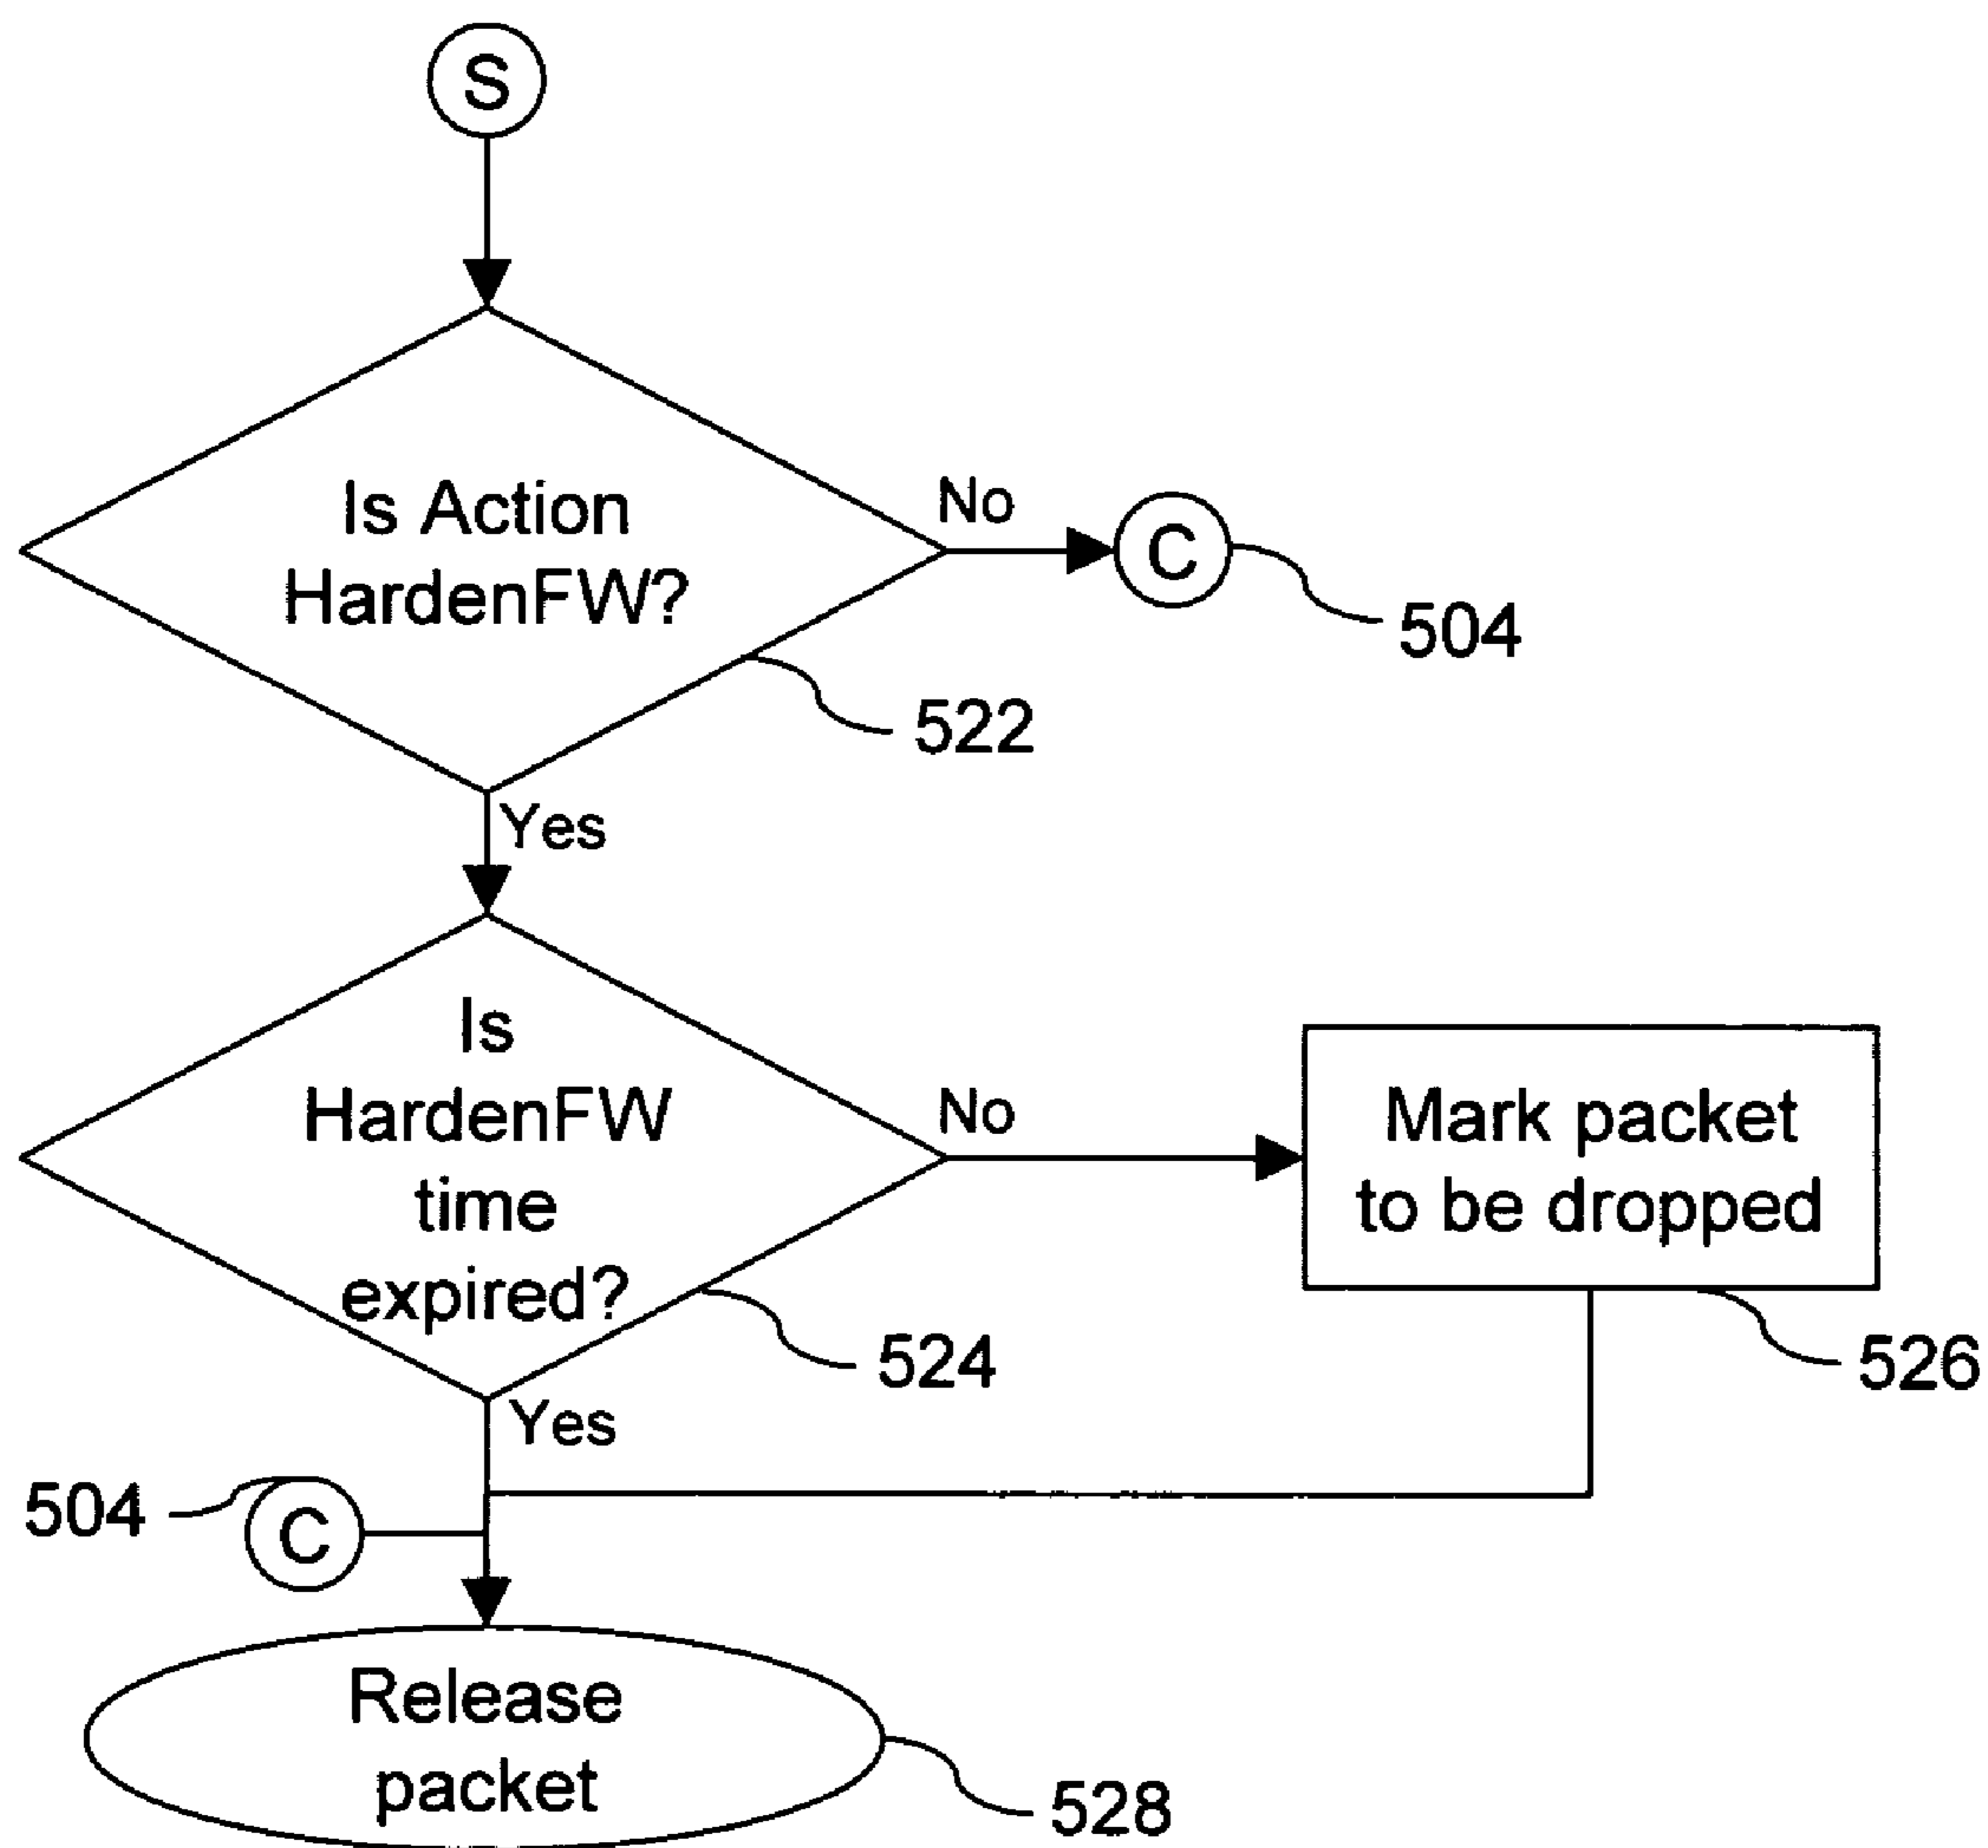 S
Is Action
HardenFW?
No
C
504
522
Yes
Is
HardenFW
time
expired?
No
Mark packet
to be dropped
524
526
Yes
504
C
Release
packet
528